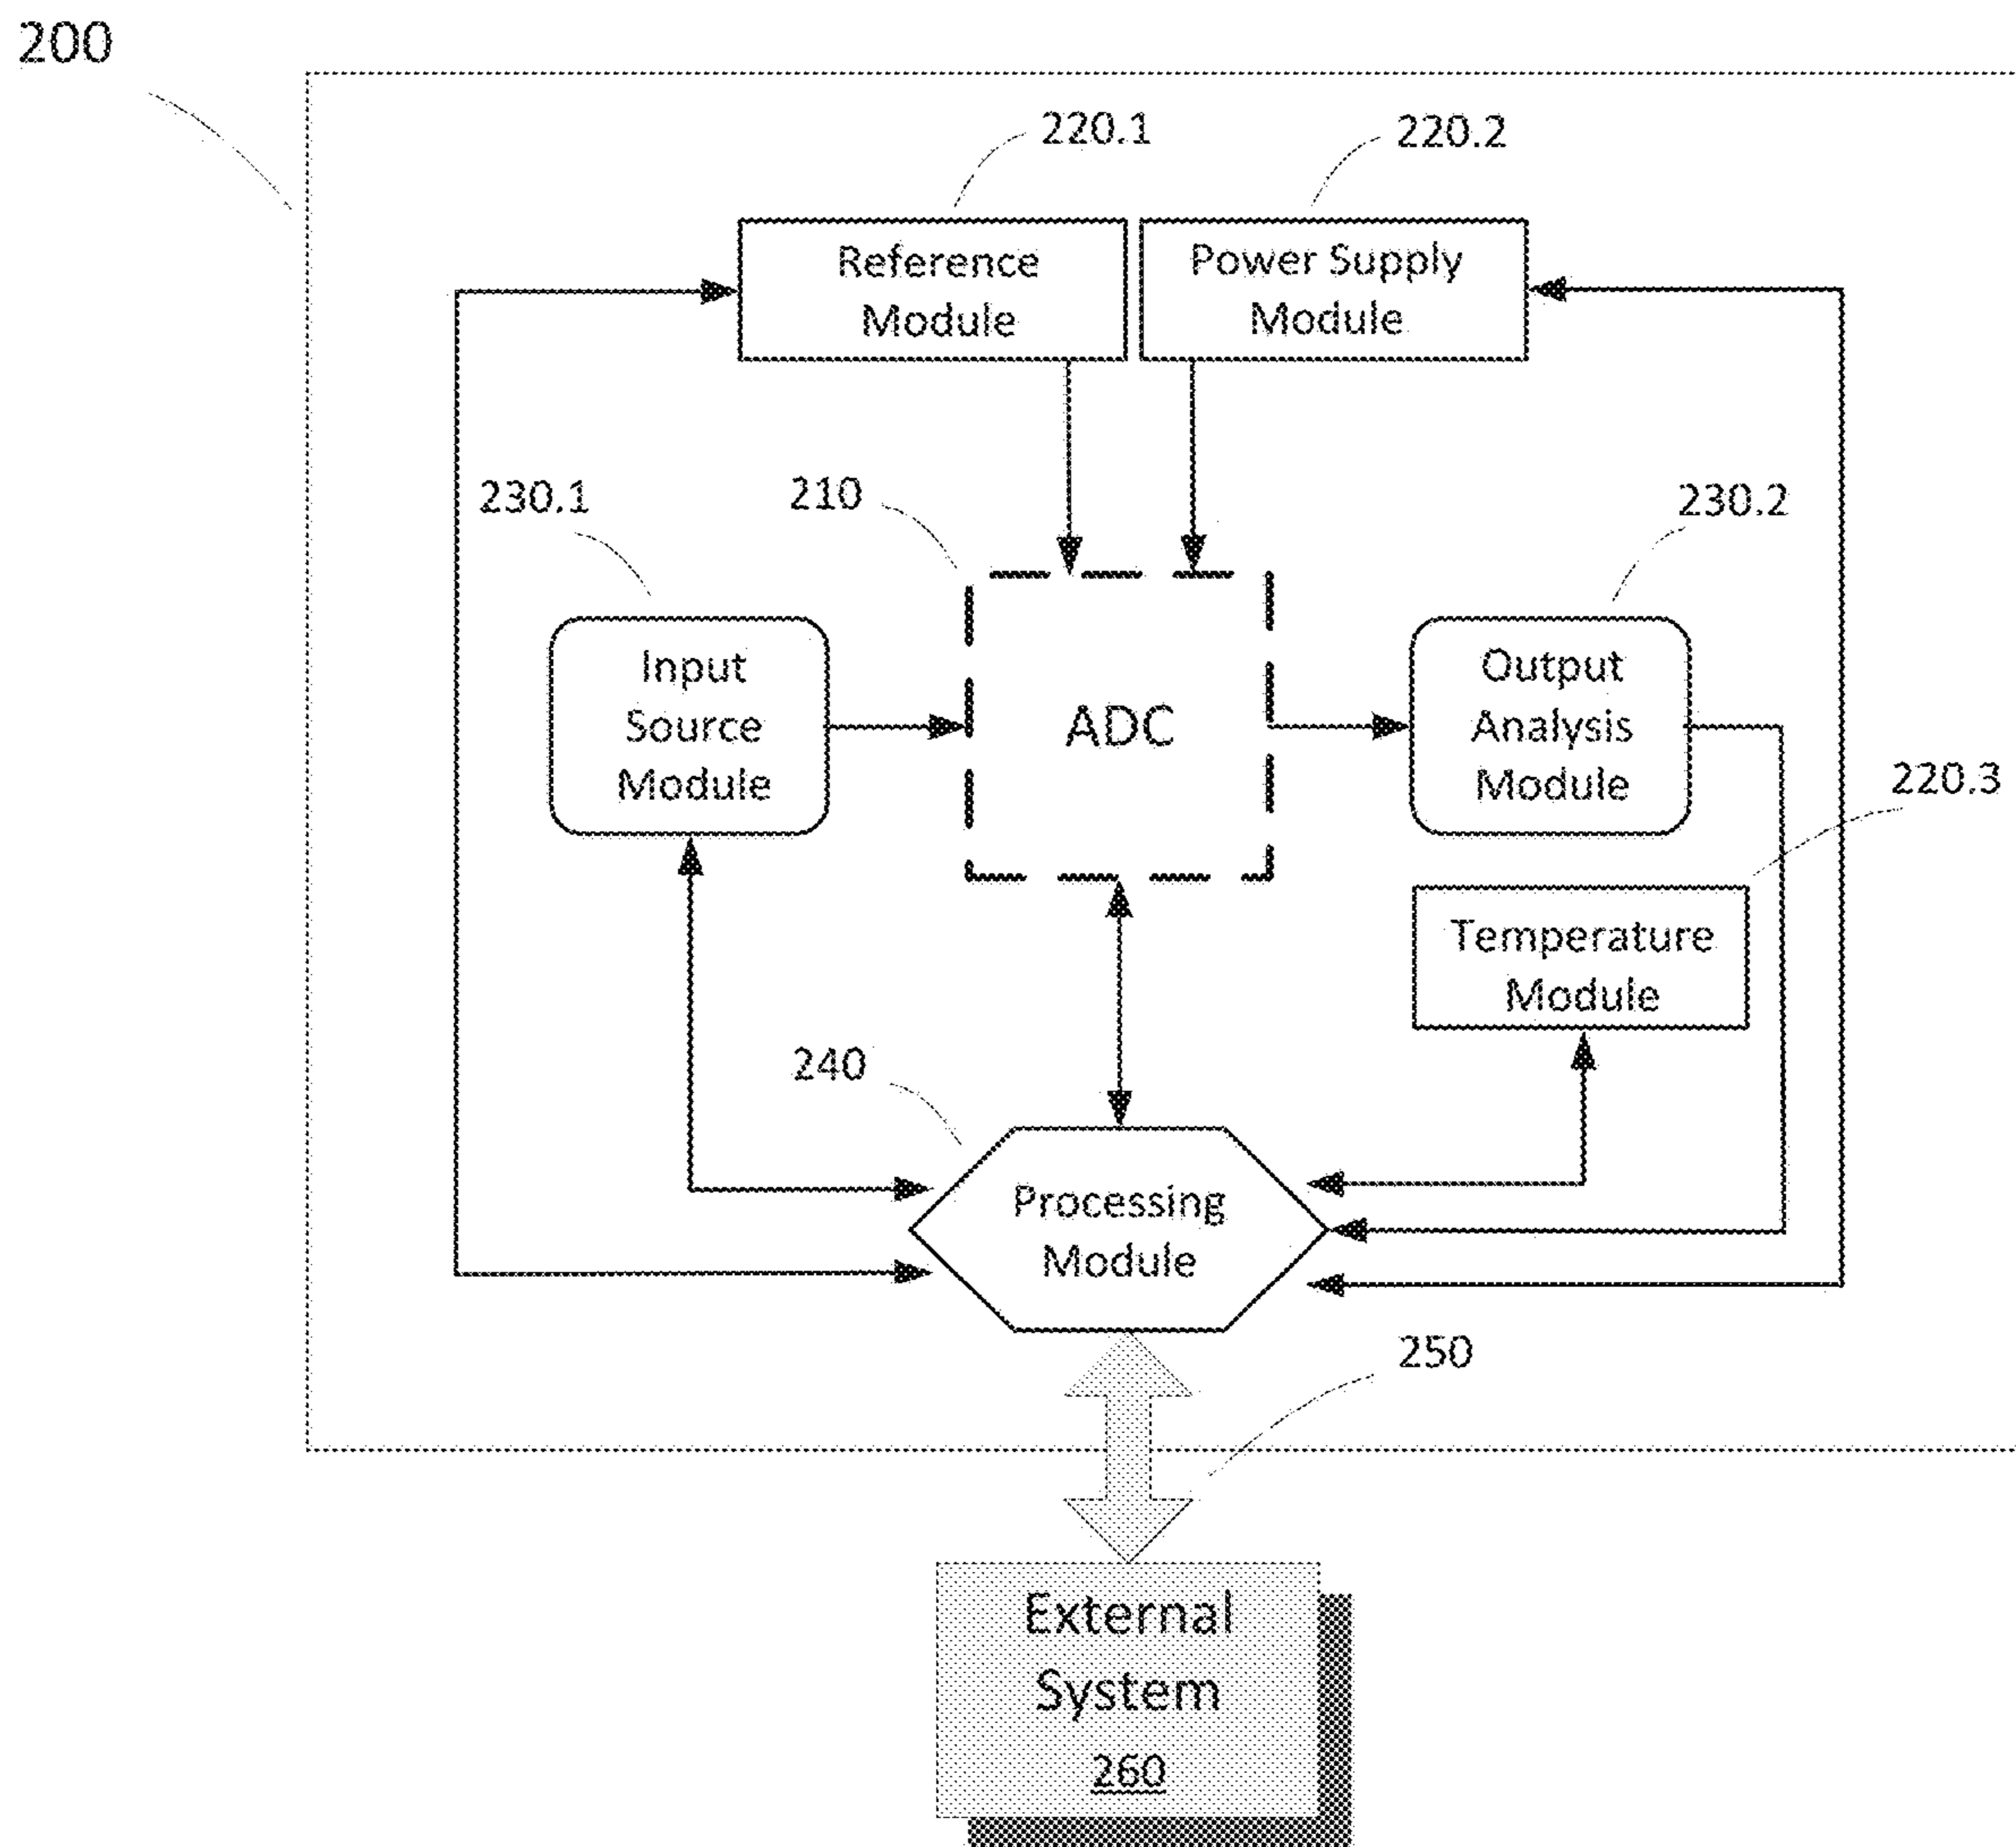 200
220.1
220.2
Reference
Module
Power Supply
Module
230.1
210
230.2
Input
Source
Module
ADC
Output
Analysis
Module
220.3
Temperature
Module
240
Processing
Module
250
External
System
260